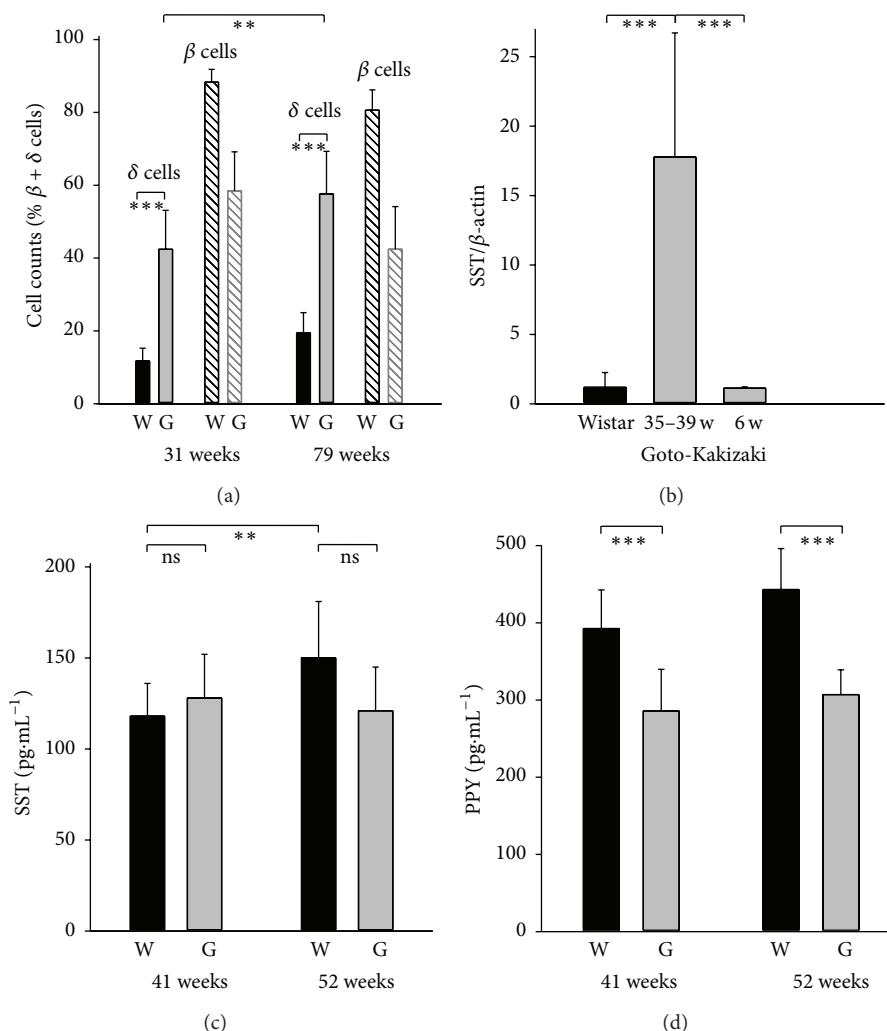 **
100
80
60
40
20
0
Cell counts (% β + δ cells)
β cells
δ cells
***
δ cells
***
β cells
W G W G W G W G
31 weeks 79 weeks
(a)
*** ***
25
20
15
10
5
0
SST/β-actin
Wistar 35–39 w 6 w
Goto-Kakizaki
(b)
**
ns ns
200
150
100
50
0
SST (pg·mL⁻¹)
W G W G
41 weeks 52 weeks
(c)
*** ***
500
400
300
200
100
0
PPY (pg·mL⁻¹)
W G W G
41 weeks 52 weeks
(d)